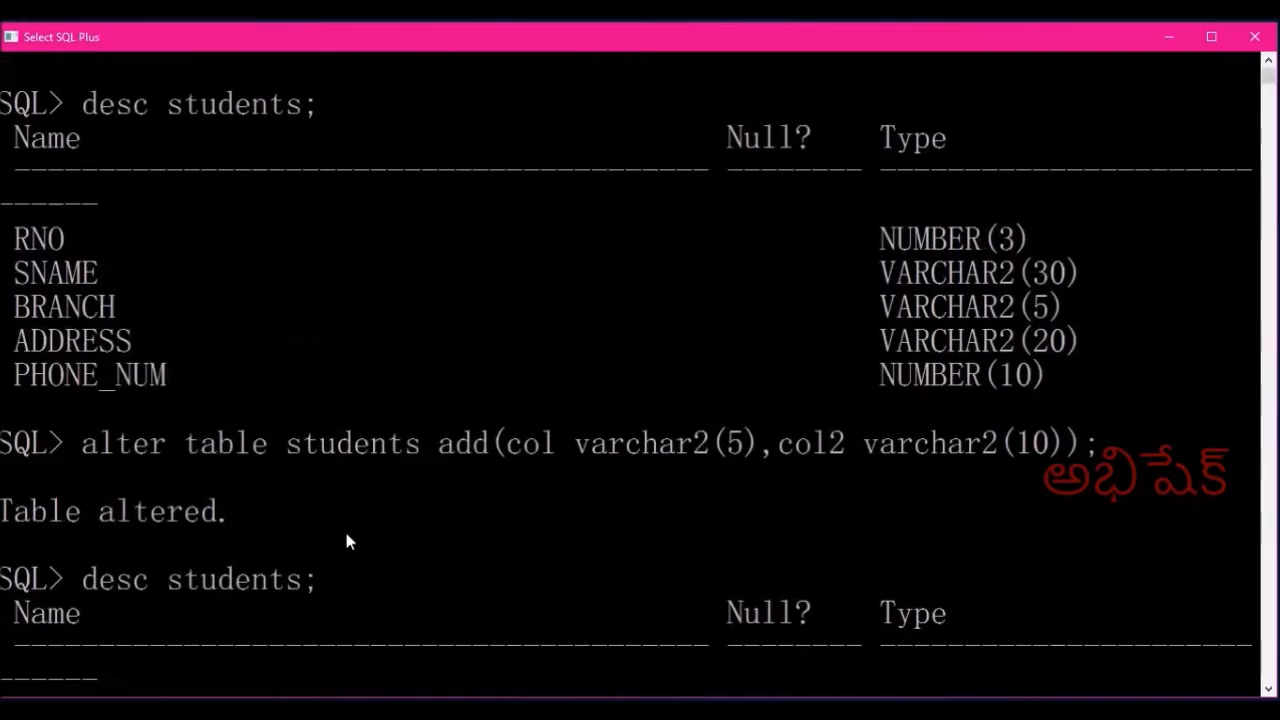 Select SQL Plus
SQL> desc students;
Name Null? Type
----------------------------------------- -------- ----------------------
------
RNO NUMBER(3)
SNAME VARCHAR2(30)
BRANCH VARCHAR2(5)
ADDRESS VARCHAR2(20)
PHONE_NUM NUMBER(10)
SQL> alter table students add(col varchar2(5),col2 varchar2(10));
అభిషేక్
Table altered.
SQL> desc students;
Name Null? Type
----------------------------------------- -------- ----------------------
------